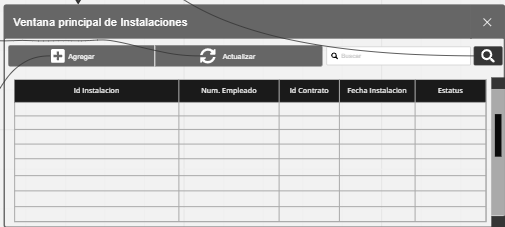 Ventana principal de Instalaciones
Agregar Actualizar Buscar
Id Instalacion Num. Empleado Id Contrato Fecha Instalacion Estatus